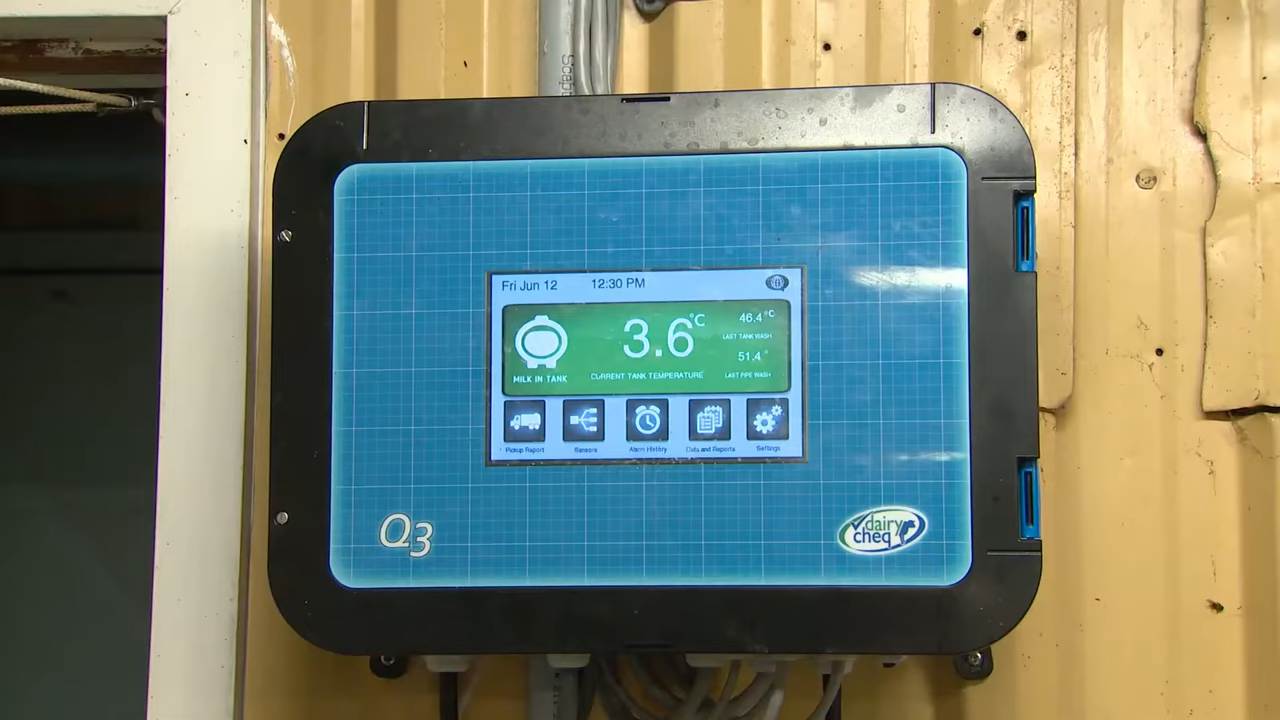 Fri Jun 12 12:30 PM
3.6°C
46.4°C
LAST TANK WASH
51.4°
LAST PIPE WASH
MILK IN TANK
CURRENT TANK TEMPERATURE
Pickup Report
Sensors
Alarm History
Data and Reports
Settings
Q3
dairy
cheq